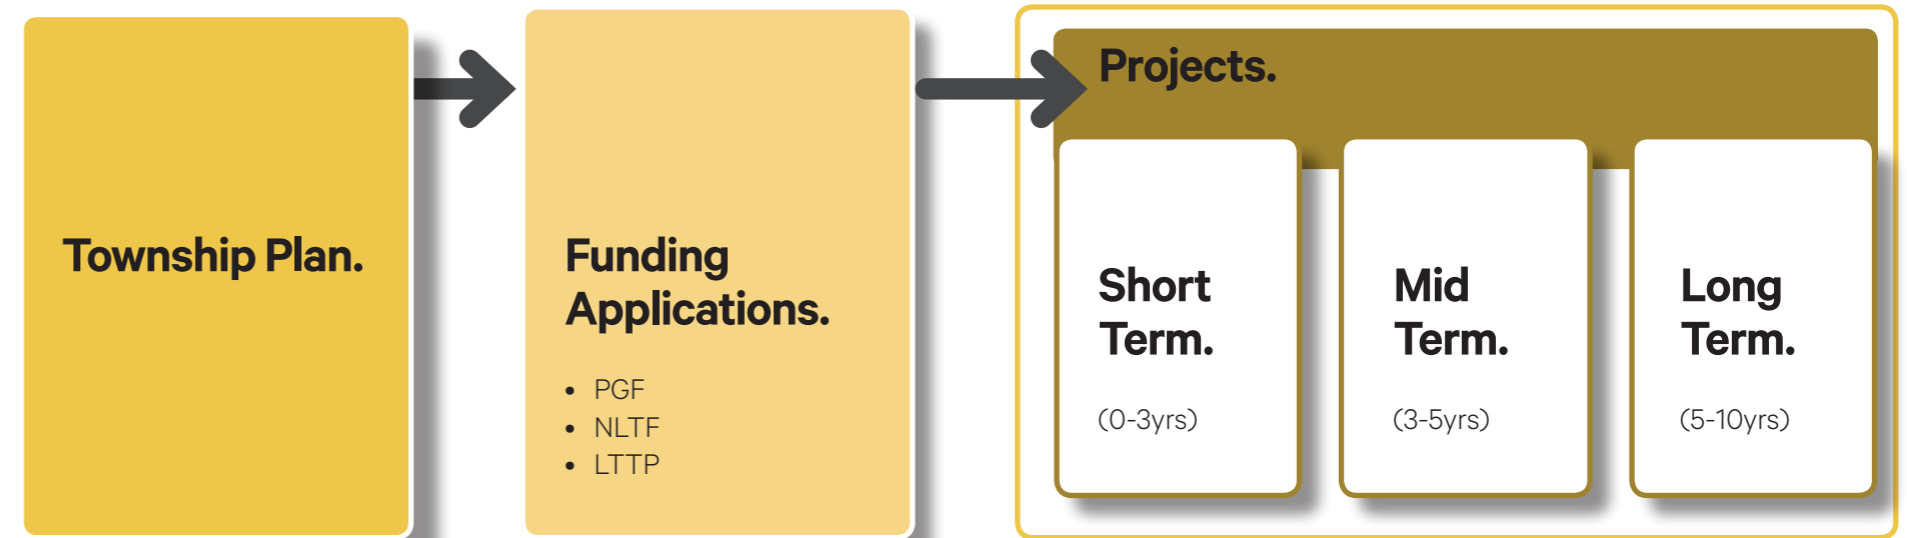 Township Plan.
Funding
Applications.
• PGF
• NLTF
• LTTP
Projects.
Short
Term.
(0-3yrs)
Mid
Term.
(3-5yrs)
Long
Term.
(5-10yrs)